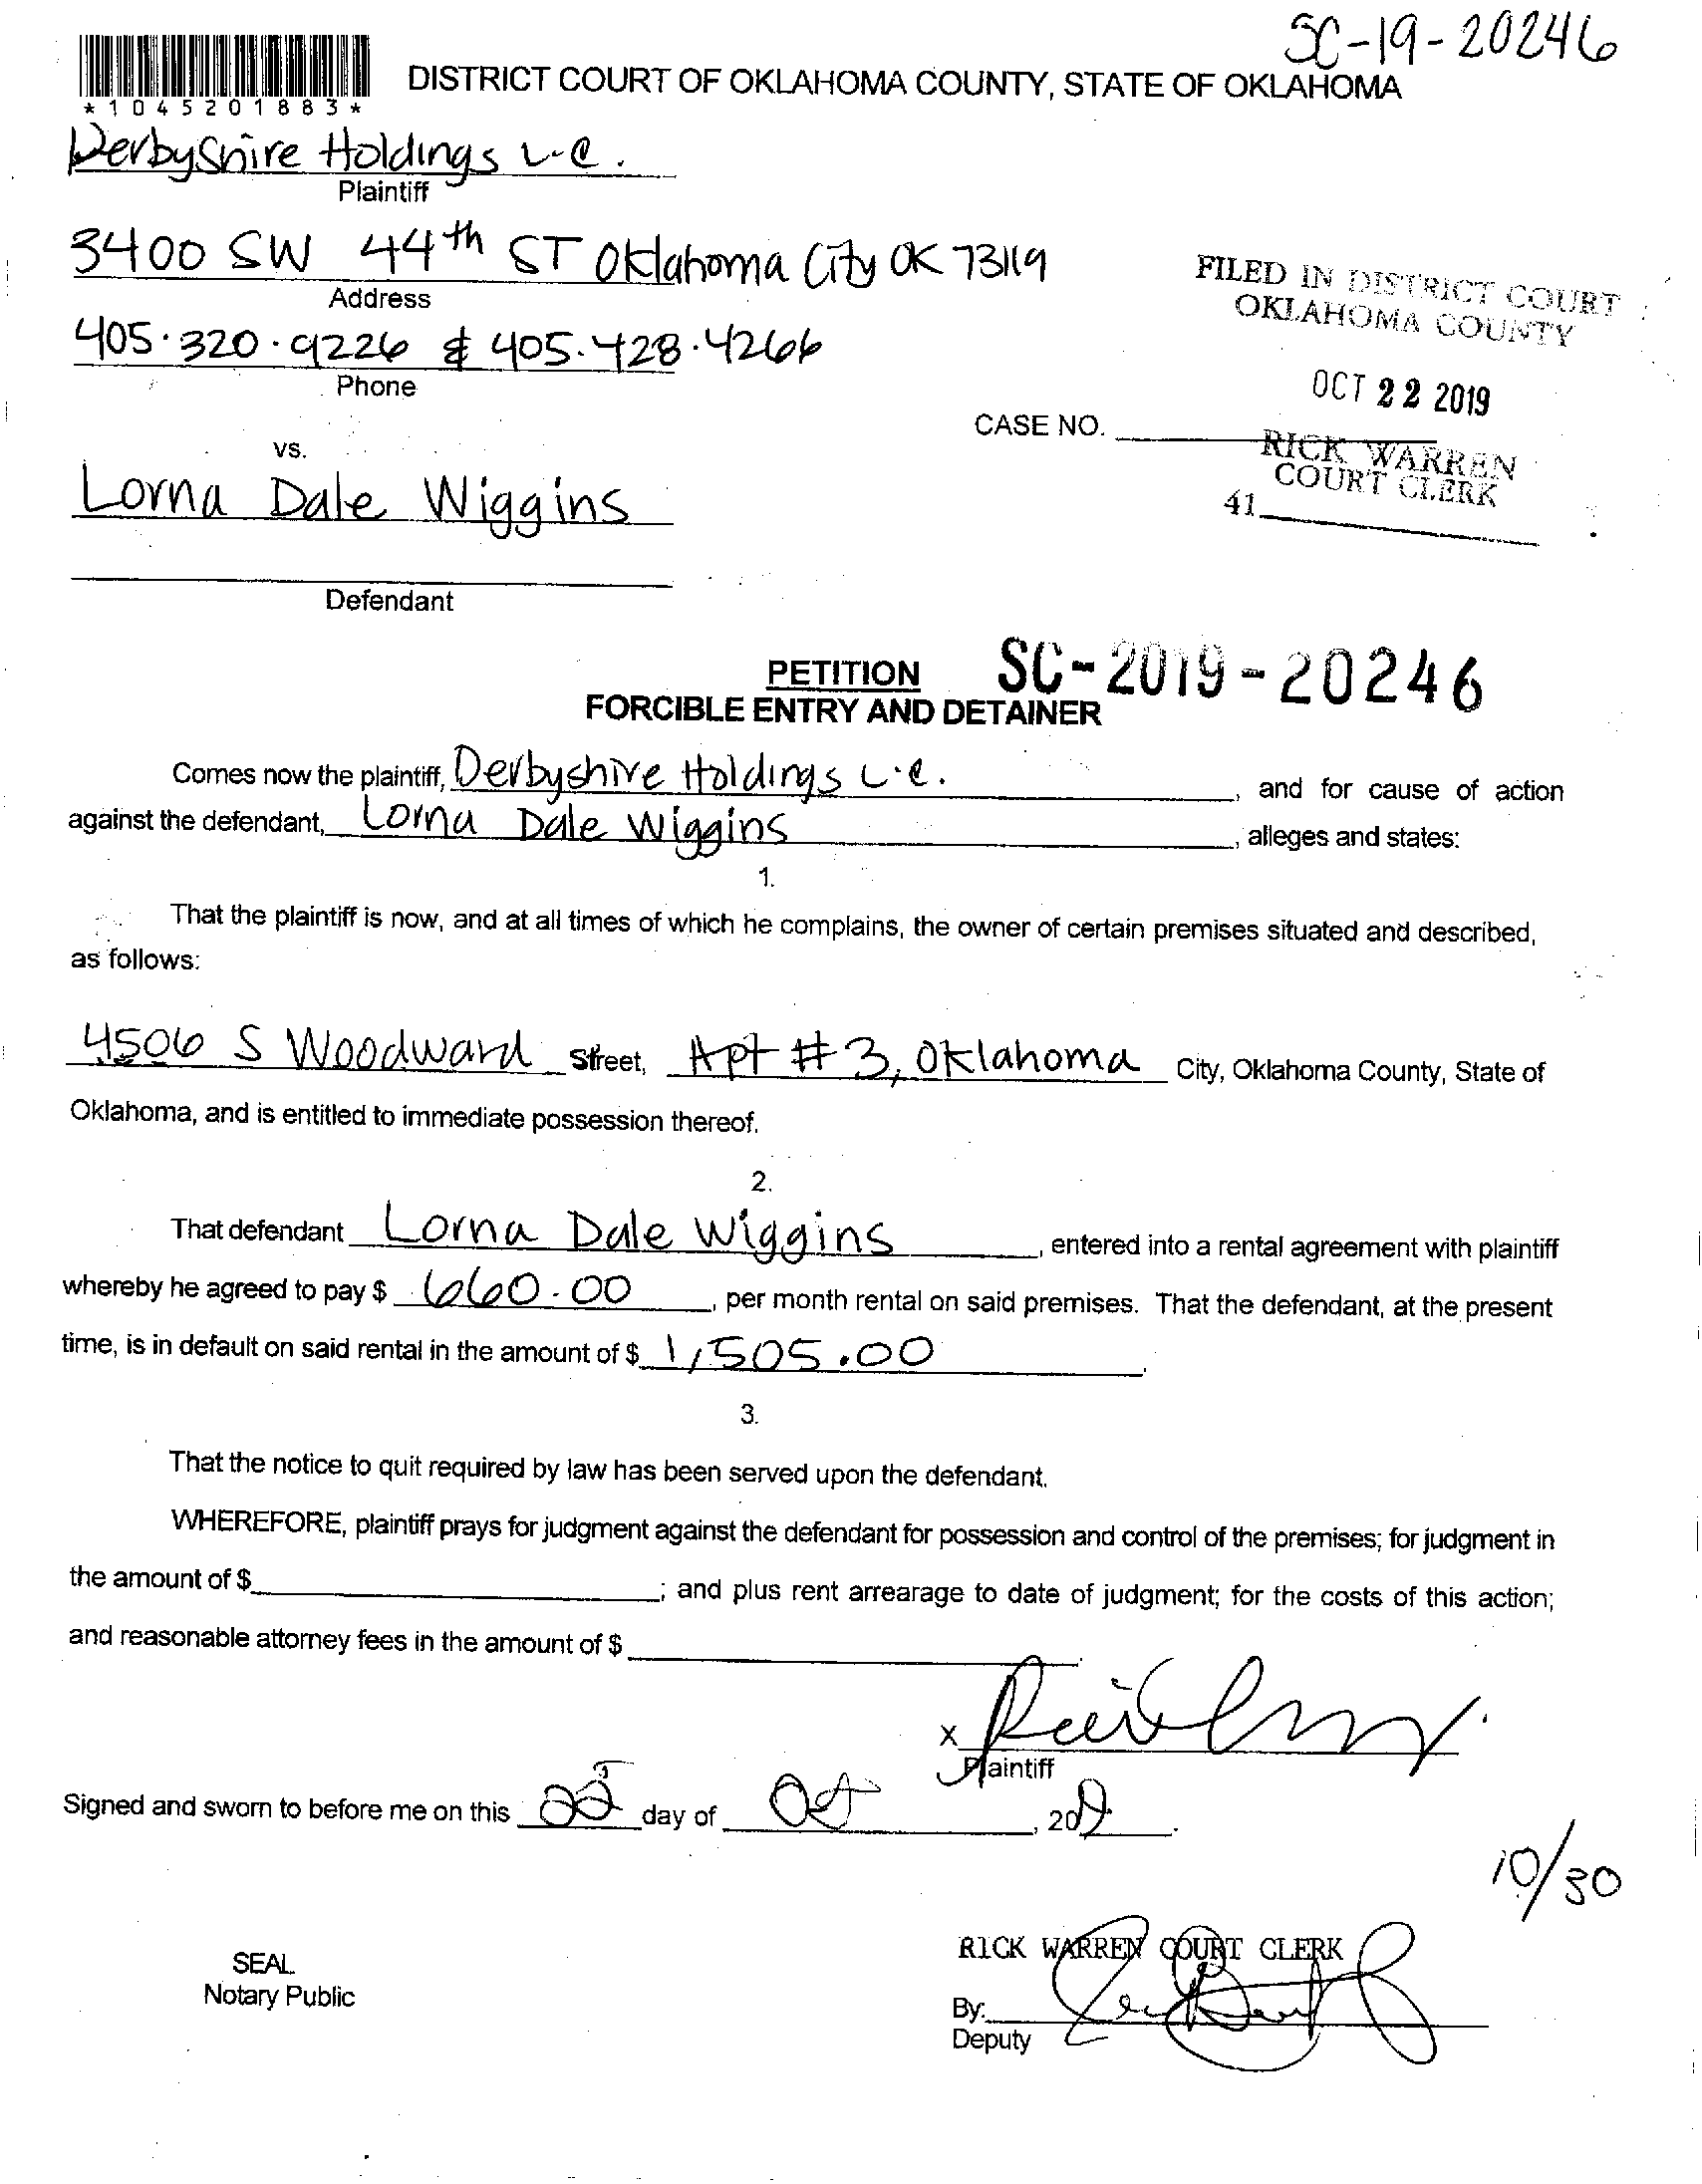 SC-19-20246
*1045201883*
DISTRICT COURT OF OKLAHOMA COUNTY, STATE OF OKLAHOMA
Derbyshire Holdings L.C.
Plaintiff
3400 SW 44th ST Oklahoma City OK 73119
Address
405.320.9226 & 405.428.4266
Phone
FILED IN DISTRICT COURT
OKLAHOMA COUNTY
OCT 22 2019
RICK WARREN
COURT CLERK
41
CASE NO.
vs.
Lorna Dale Wiggins
Defendant
PETITION SC-2019-20246
FORCIBLE ENTRY AND DETAINER
Comes now the plaintiff, Derbyshire Holdings L.C. , and for cause of action
against the defendant, Lorna Dale Wiggins , alleges and states:
1.
That the plaintiff is now, and at all times of which he complains, the owner of certain premises situated and described,
as follows:
4506 S Woodward Street, Apt #3, Oklahoma City, Oklahoma County, State of
Oklahoma, and is entitled to immediate possession thereof.
2.
That defendant Lorna Dale Wiggins , entered into a rental agreement with plaintiff
whereby he agreed to pay $ 660.00 , per month rental on said premises. That the defendant, at the present
time, is in default on said rental in the amount of $ 1,505.00 .
3.
That the notice to quit required by law has been served upon the defendant.
WHEREFORE, plaintiff prays for judgment against the defendant for possession and control of the premises; for judgment in
the amount of $ ; and plus rent arrearage to date of judgment; for the costs of this action;
and reasonable attorney fees in the amount of $
X
Plaintiff
Signed and sworn to before me on this 22 day of Oct , 2019 .
10/30
RICK WARREN COURT CLERK
SEAL
Notary Public
By:
Deputy